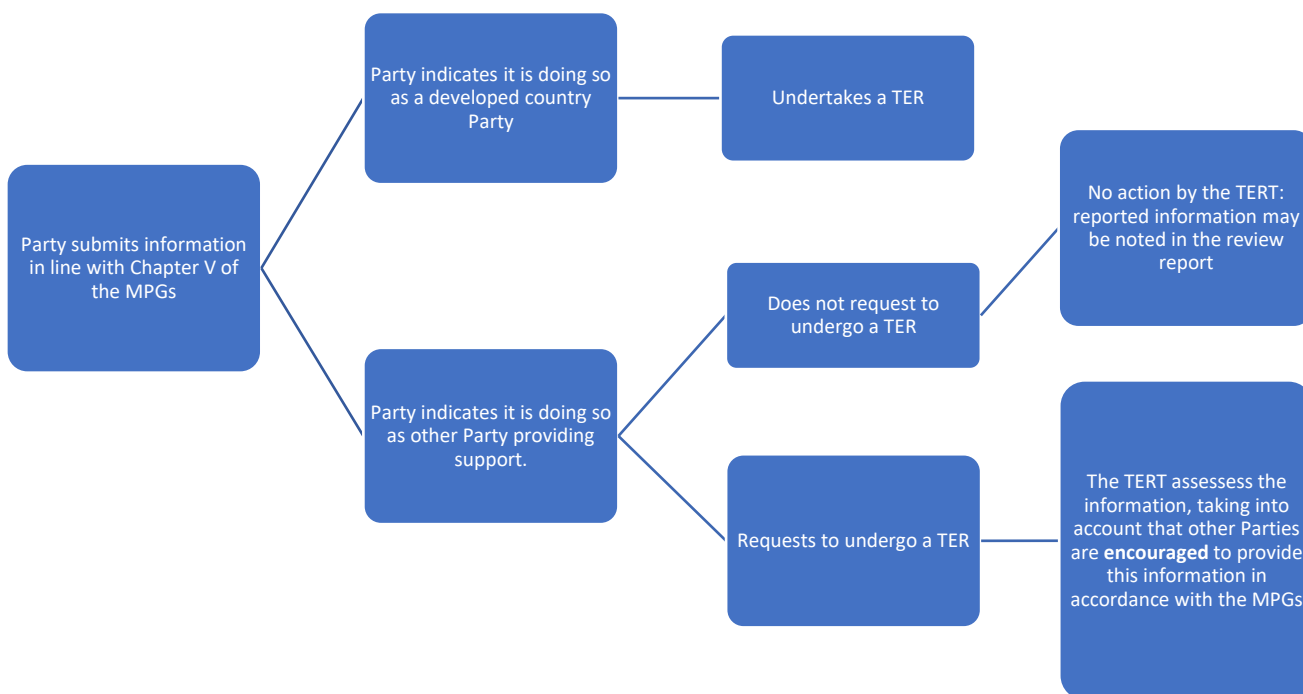 Party submits information
in line with Chapter V of
the MPGs
Party indicates it is doing so
as a developed country
Party
Undertakes a TER
Party indicates it is doing so
as other Party providing
support.
Does not request to
undergo a TER
No action by the TERT:
reported information may
be noted in the review
report
Requests to undergo a TER
The TERT assessess the
information, taking into
account that other Parties
are encouraged to provide
this information in
accordance with the MPGs